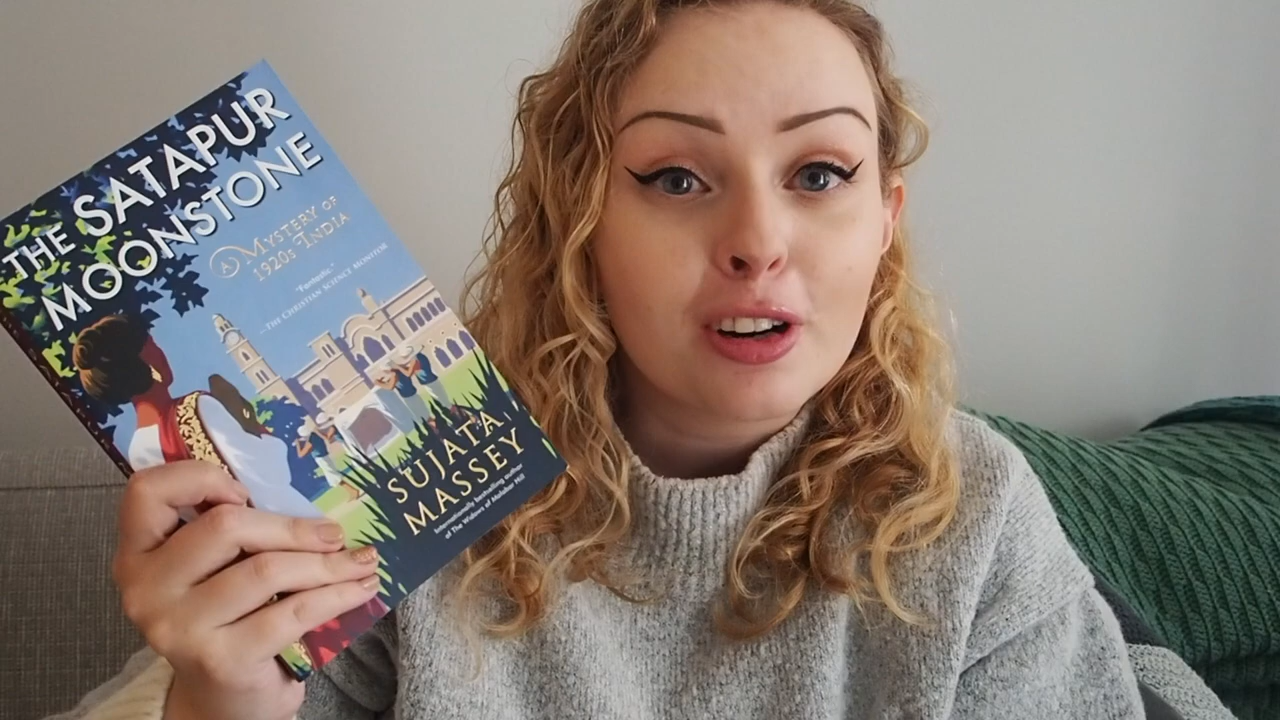 THE SATAPUR
MOONSTONE
A MYSTERY OF
1920s INDIA
"Fantastic."
—THE CHRISTIAN SCIENCE MONITOR
SUJATA
MASSEY
Internationally bestselling author
of The Widows of Malabar Hill